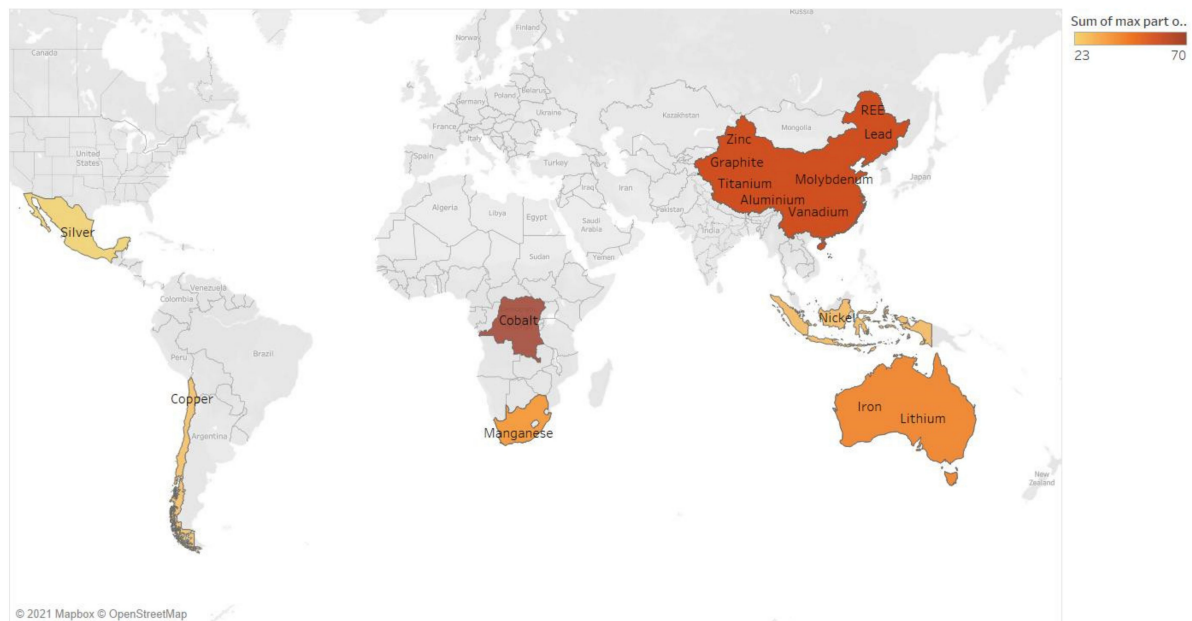 Sum of max part o..
23 70
Russia
Canada
Norway
Finland
Poland
Belarus
Germany
Ukraine
France
Italy
Kazakhstan
Mongolia
REE
Lead
Zinc
United
States
Spain
Turkey
Graphite
Japan
Titanium
Molybdenum
Iraq
Iran
Aluminium
Vanadium
Algeria
Libya
Egypt
Saudi
Arabia
Pakistan
India
Silver
Sudan
Yemen
Venezuela
Colombia
Cobalt
Nickel
Peru
Brazil
Copper
Iron
Lithium
Manganese
Argentina
New
Zealand
© 2021 Mapbox © OpenStreetMap